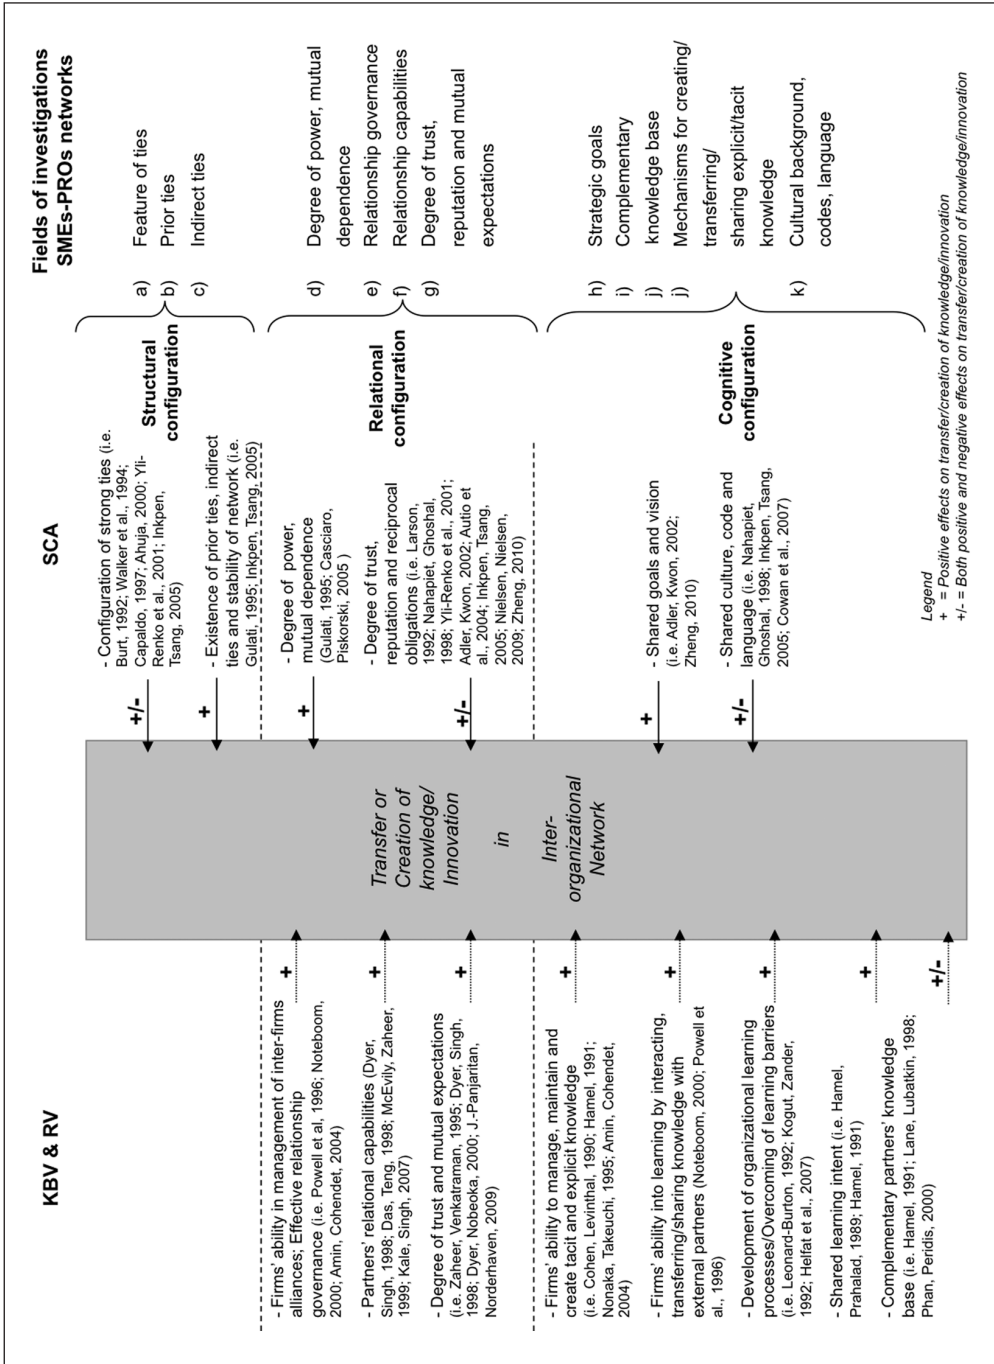 KBV & RV
SCA
Fields of investigations
SMEs-PROs networks
- Firms' ability in management of inter-firms
alliances; Effective relationship
governance (i.e. Powell et al, 1996; Noteboom,
2000; Amin, Cohendet, 2004)
- Partners' relational capabilities (Dyer,
Singh, 1998; Das, Teng, 1998; McEvily, Zaheer,
1999; Kale, Singh, 2007)
- Degree of trust and mutual expectations
(i.e. Zaheer, Venkatraman, 1995; Dyer, Singh,
1998; Dyer, Nobeoka, 2000; J.-Panjaritan,
Norderhaven, 2009)
- Firms' ability to manage, maintain and
create tacit and explicit knowledge
(i.e. Cohen, Levinthal, 1990; Hamel, 1991;
Nonaka, Takeuchi, 1995; Amin, Cohendet,
2004)
- Firms' ability into learning by interacting,
transferring/sharing knowledge with
external partners (Noteboom, 2000; Powell et
al., 1996)
- Development of organizational learning
processes/Overcoming of learning barriers
(i.e. Leonard-Burton, 1992; Kogut, Zander,
1992; Helfat et al., 2007)
- Shared learning intent (i.e. Hamel,
Prahalad, 1989; Hamel, 1991)
- Complementary partners' knowledge
base (i.e. Hamel, 1991; Lane, Lubatkin, 1998;
Phan, Peridis, 2000)
+
+
+
+
+
+
+
+/-
Transfer or
Creation of
knowledge/
Innovation
in
Inter-
organizational
Network
+/-
+
+
+/-
+
+/-
- Configuration of strong ties (i.e.
Burt, 1992; Walker et al., 1994;
Capaldo, 1997; Ahuja, 2000; Yli-
Renko et al., 2001; Inkpen,
Tsang, 2005)
- Existence of prior ties, indirect
ties and stability of network (i.e.
Gulati, 1995; Inkpen, Tsang, 2005)
- Degree of power,
mutual dependence
(Gulati, 1995; Casciaro,
Piskorski, 2005 )
- Degree of trust,
reputation and reciprocal
obligations (i.e. Larson,
1992; Nahapiet, Ghoshal,
1998; Yli-Renko et al., 2001;
Adler, Kwon, 2002; Autio et
al., 2004; Inkpen, Tsang,
2005; Nielsen, Nielsen,
2009; Zheng, 2010)
- Shared goals and vision
(i.e. Adler, Kwon, 2002;
Zheng, 2010)
- Shared culture, code and
language (i.e. Nahapiet,
Ghoshal, 1998; Inkpen, Tsang,
2005; Cowan et al., 2007)
Structural
configuration
Relational
configuration
Cognitive
configuration
a) Feature of ties
b) Prior ties
c) Indirect ties
d) Degree of power, mutual
dependence
e) Relationship governance
f) Relationship capabilities
g) Degree of trust,
reputation and mutual
expectations
h) Strategic goals
i) Complementary
j) knowledge base
j) Mechanisms for creating/
transferring/
sharing explicit/tacit
knowledge
k) Cultural background,
codes, language
Legend
+ = Positive effects on transfer/creation of knowledge/innovation
+/- = Both positive and negative effects on transfer/creation of knowledge/innovation